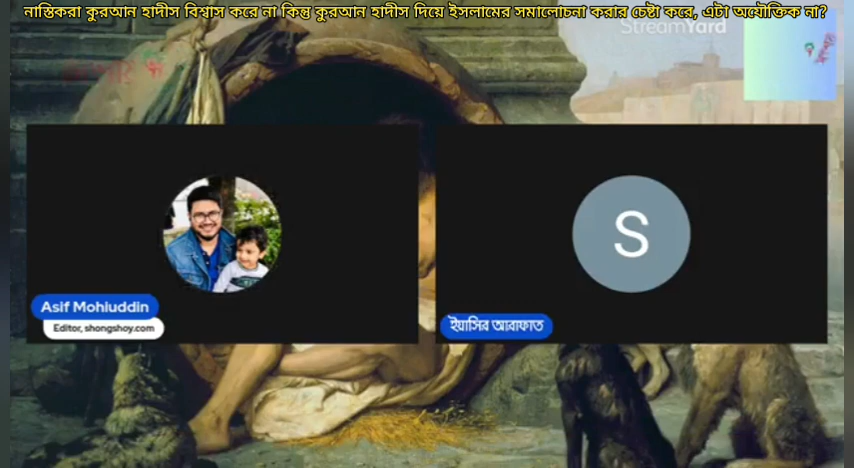 নাস্তিকরা কুরআন হাদীস বিশ্বাস করে না কিন্তু কুরআন হাদীস দিয়ে ইসলামের সমালোচনা করার চেষ্টা করে, এটা অযৌক্তিক না?
StreamYard
S
Asif Mohiuddin
Editor, shongshoy.com
ইয়াসির আরাফাত